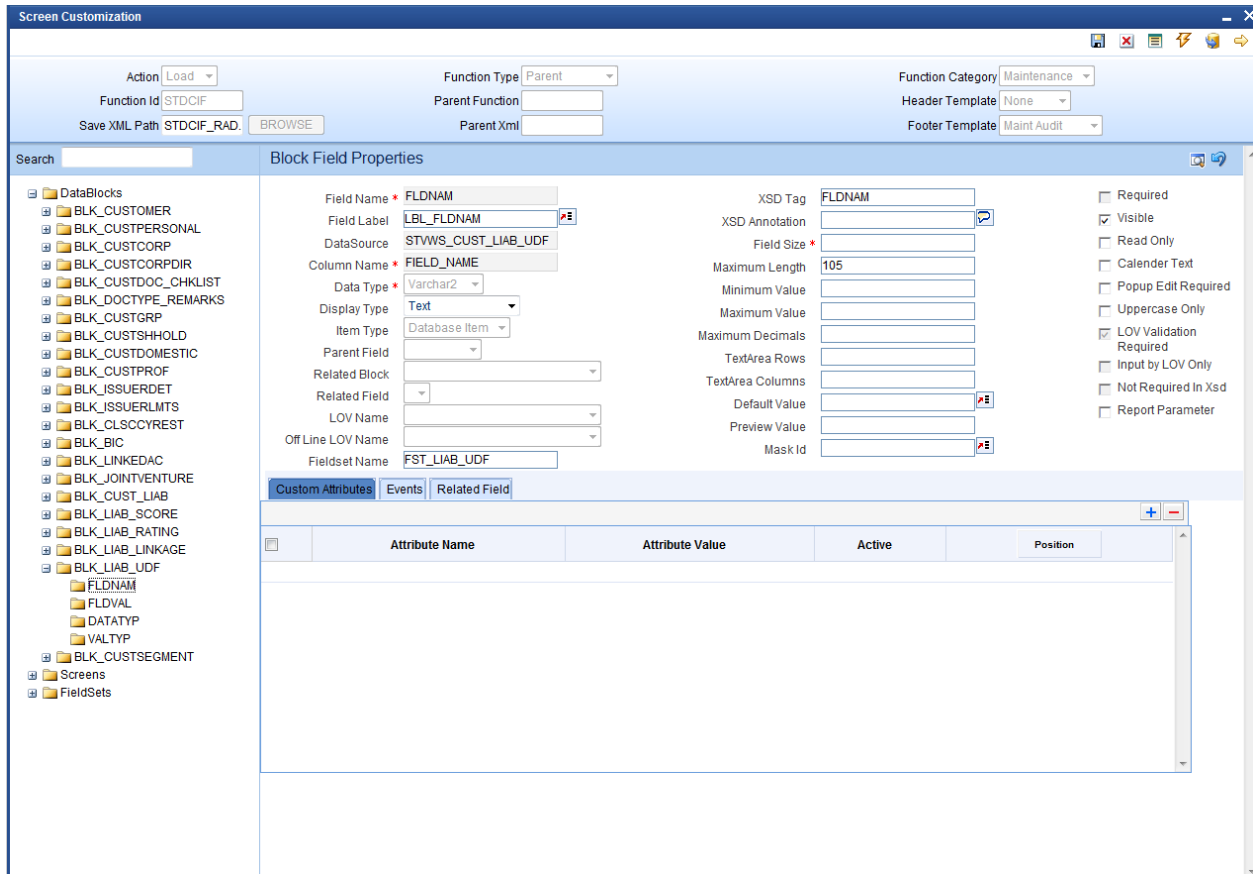 Screen Customization
Action Load Function Type Parent Function Category Maintenance
Function Id STDCIF Parent Function Header Template None
Save XML Path STDCIF_RAD. BROWSE Parent Xml Footer Template Maint Audit
Search Block Field Properties
DataBlocks
BLK_CUSTOMER
BLK_CUSTPERSONAL
BLK_CUSTCORP
BLK_CUSTCORPDIR
BLK_CUSTDOC_CHKLIST
BLK_DOCTYPE_REMARKS
BLK_CUSTGRP
BLK_CUSTSHHOLD
BLK_CUSTDOMESTIC
BLK_CUSTPROF
BLK_ISSUERDET
BLK_ISSUERLMTS
BLK_CLSCCYREST
BLK_BIC
BLK_LINKEDAC
BLK_JOINTVENTURE
BLK_CUST_LIAB
BLK_LIAB_SCORE
BLK_LIAB_RATING
BLK_LIAB_LINKAGE
BLK_LIAB_UDF
FLDNAM
FLDVAL
DATATYP
VALTYP
BLK_CUSTSEGMENT
Screens
FieldSets
Field Name * FLDNAM
Field Label LBL_FLDNAM
DataSource STVWS_CUST_LIAB_UDF
Column Name * FIELD_NAME
Data Type * Varchar2
Display Type Text
Item Type Database Item
Parent Field
Related Block
Related Field
LOV Name
Off Line LOV Name
Fieldset Name FST_LIAB_UDF
XSD Tag FLDNAM
XSD Annotation
Field Size *
Maximum Length 105
Minimum Value
Maximum Value
Maximum Decimals
TextArea Rows
TextArea Columns
Default Value
Preview Value
Mask Id
Required
Visible
Read Only
Calender Text
Popup Edit Required
Uppercase Only
LOV Validation
Required
Input by LOV Only
Not Required In Xsd
Report Parameter
Custom Attributes Events Related Field
Attribute Name Attribute Value Active Position